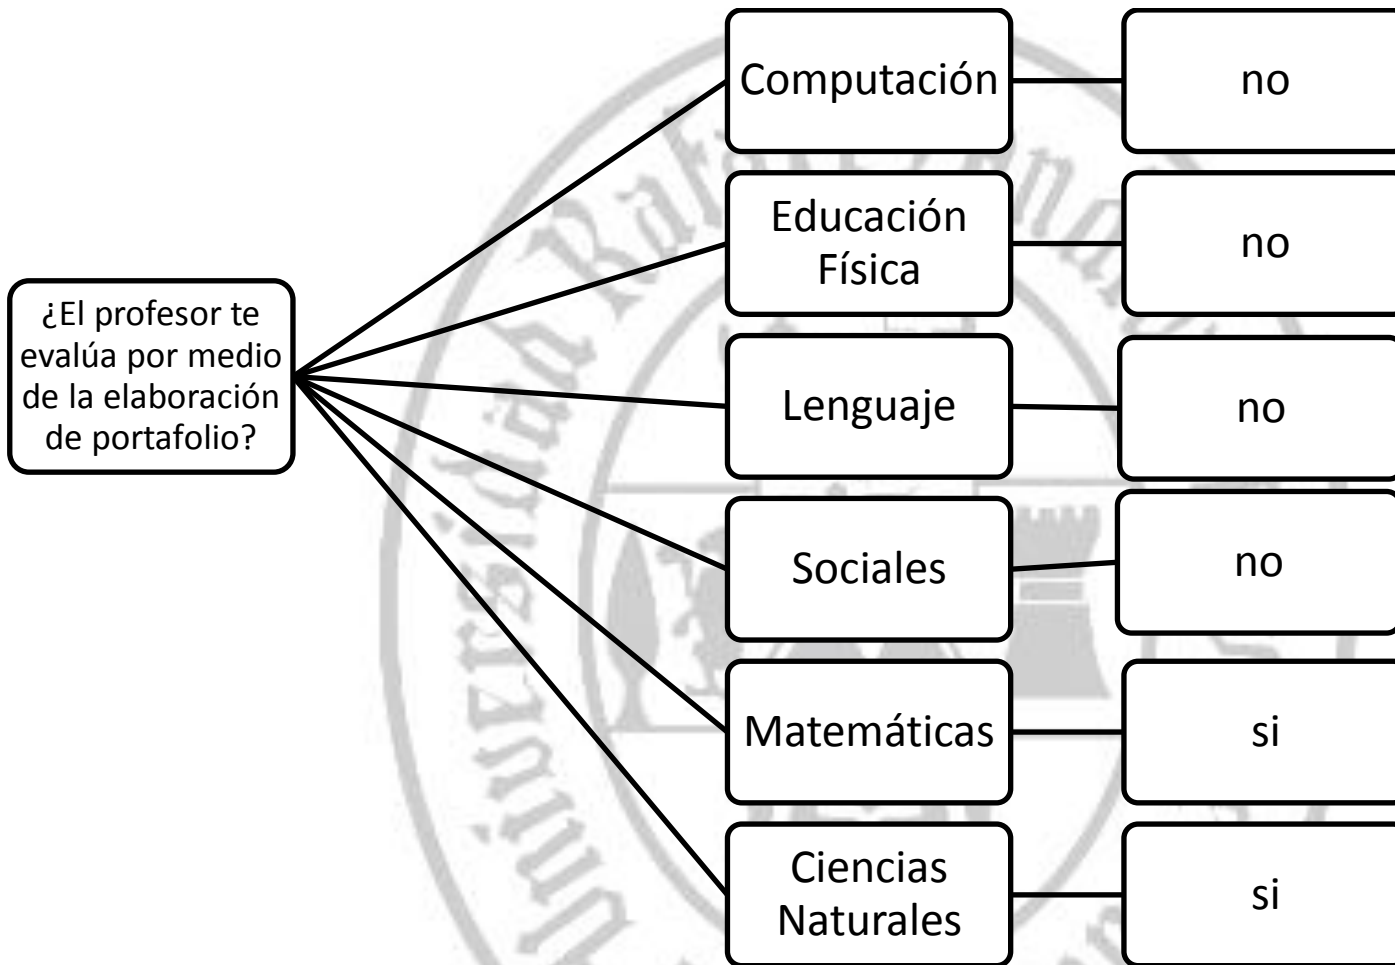 ¿El profesor te
evalúa por medio
de la elaboración
de portafolio?
Computación
no
Educación
Física
no
Lenguaje
no
Sociales
no
Matemáticas
si
Ciencias
Naturales
si